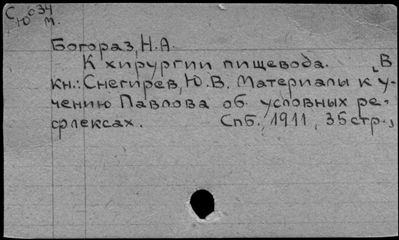 С 034
Ю м.
Богораз, Н.А.
К хирургии пищевода. [В
кн.: Снегирев, Ю.В. Материалы к у-
чению Павлова об условных ре-
флексах. Спб., 1911, 35 стр.,